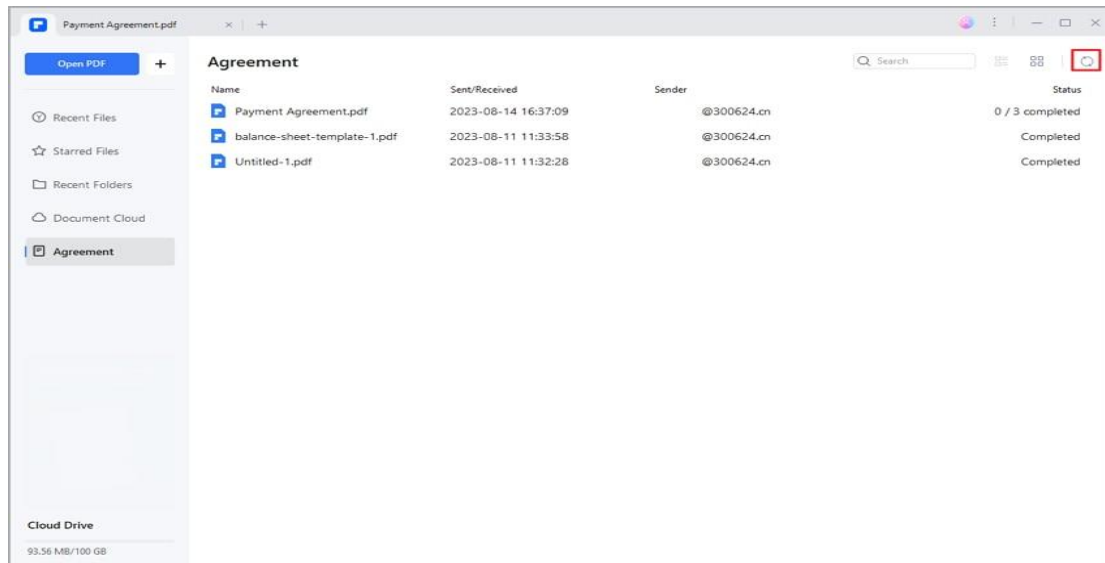 Payment Agreement.pdf
Open PDF
Recent Files
Starred Files
Recent Folders
Document Cloud
Agreement
Cloud Drive
93.56 MB/100 GB
Agreement
Search
Name Sent/Received Sender Status
Payment Agreement.pdf 2023-08-14 16:37:09 @300624.cn 0 / 3 completed
balance-sheet-template-1.pdf 2023-08-11 11:33:58 @300624.cn Completed
Untitled-1.pdf 2023-08-11 11:32:28 @300624.cn Completed